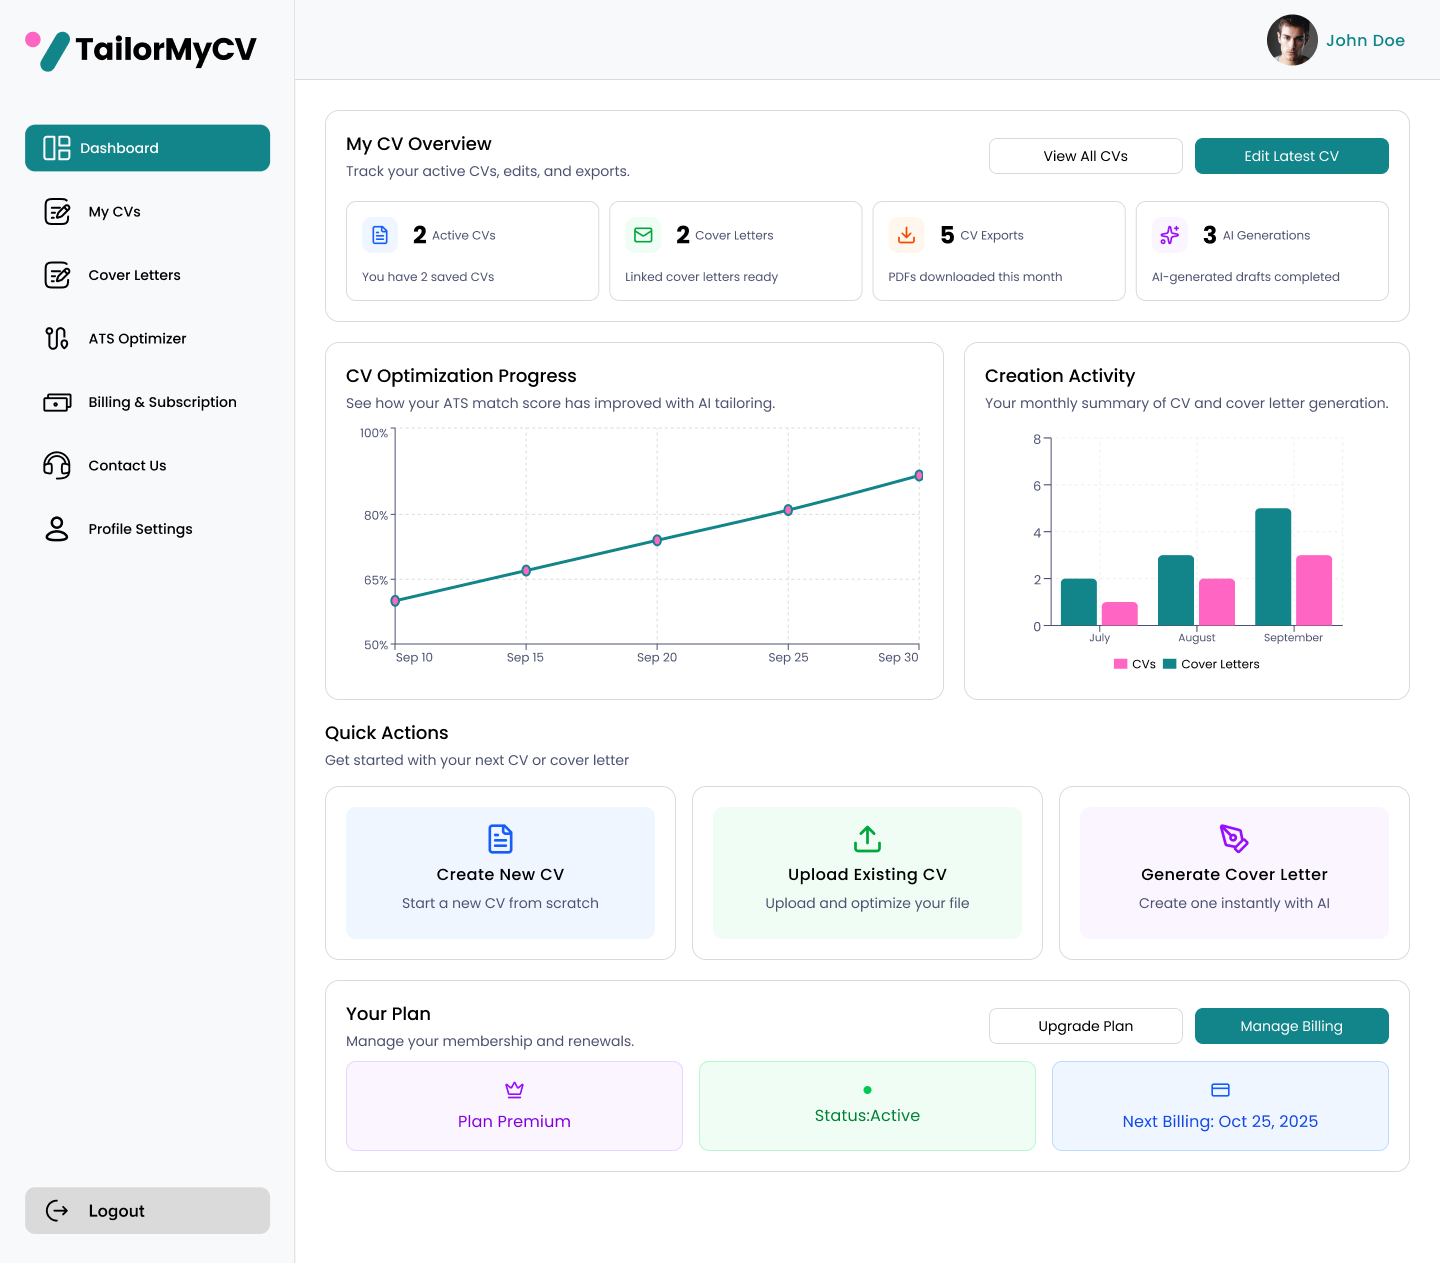 TailorMyCV
John Doe
Dashboard
My CVs
Cover Letters
ATS Optimizer
Billing & Subscription
Contact Us
Profile Settings
Logout
My CV Overview
Track your active CVs, edits, and exports.
View All CVs
Edit Latest CV
2 Active CVs
You have 2 saved CVs
2 Cover Letters
Linked cover letters ready
5 CV Exports
PDFs downloaded this month
3 AI Generations
AI-generated drafts completed
CV Optimization Progress
See how your ATS match score has improved with AI tailoring.
100%
80%
65%
50%
Sep 10
Sep 15
Sep 20
Sep 25
Sep 30
Creation Activity
Your monthly summary of CV and cover letter generation.
8
6
4
2
0
July
August
September
CVs
Cover Letters
Quick Actions
Get started with your next CV or cover letter
Create New CV
Start a new CV from scratch
Upload Existing CV
Upload and optimize your file
Generate Cover Letter
Create one instantly with AI
Your Plan
Manage your membership and renewals.
Upgrade Plan
Manage Billing
Plan Premium
Status:Active
Next Billing: Oct 25, 2025